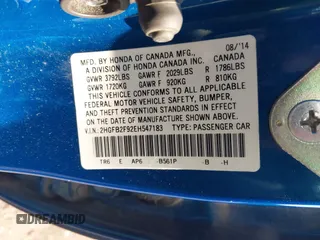 MFD. BY HONDA OF CANADA MFG., 08/'14
A DIVISION OF HONDA CANADA INC. CANADA
GVWR 3792LBS GAWR F 2029LBS R 1786LBS
GVWR 1720KG GAWR F 920KG R 810KG
THIS VEHICLE CONFORMS TO ALL APPLICABLE
FEDERAL MOTOR VEHICLE SAFETY, BUMPER,
AND THEFT PREVENTION STANDARDS IN EFFECT
ON THE DATE OF MANUFACTURE SHOWN ABOVE.
V.I.N.: 2HGFB2F92EH547183 TYPE: PASSENGER CAR
TR6 E AP6 -B561P -B -H
DREAMBID